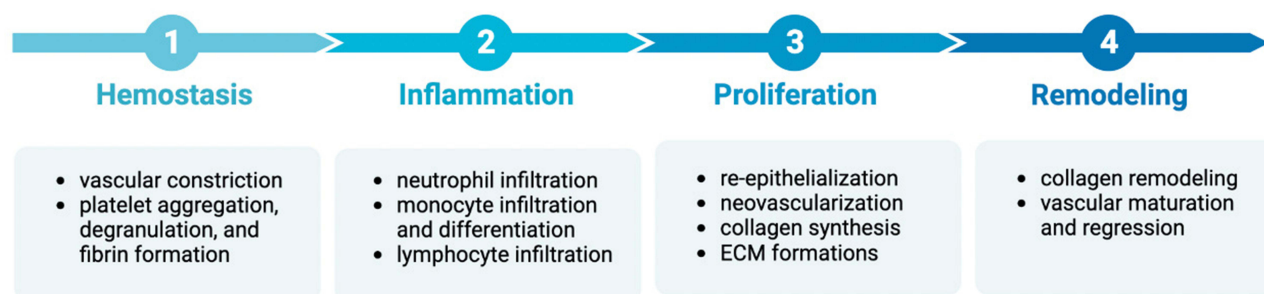 1
2
3
4
Hemostasis
Inflammation
Proliferation
Remodeling
• vascular constriction
• platelet aggregation,
degranulation, and
fibrin formation
• neutrophil infiltration
• monocyte infiltration
and differentiation
• lymphocyte infiltration
• re-epithelialization
• neovascularization
• collagen synthesis
• ECM formations
• collagen remodeling
• vascular maturation
and regression